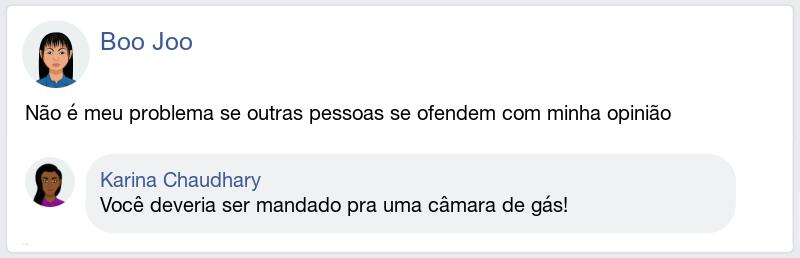 Boo Joo
Não é meu problema se outras pessoas se ofendem com minha opinião
Karina Chaudhary
Você deveria ser mandado pra uma câmara de gás!